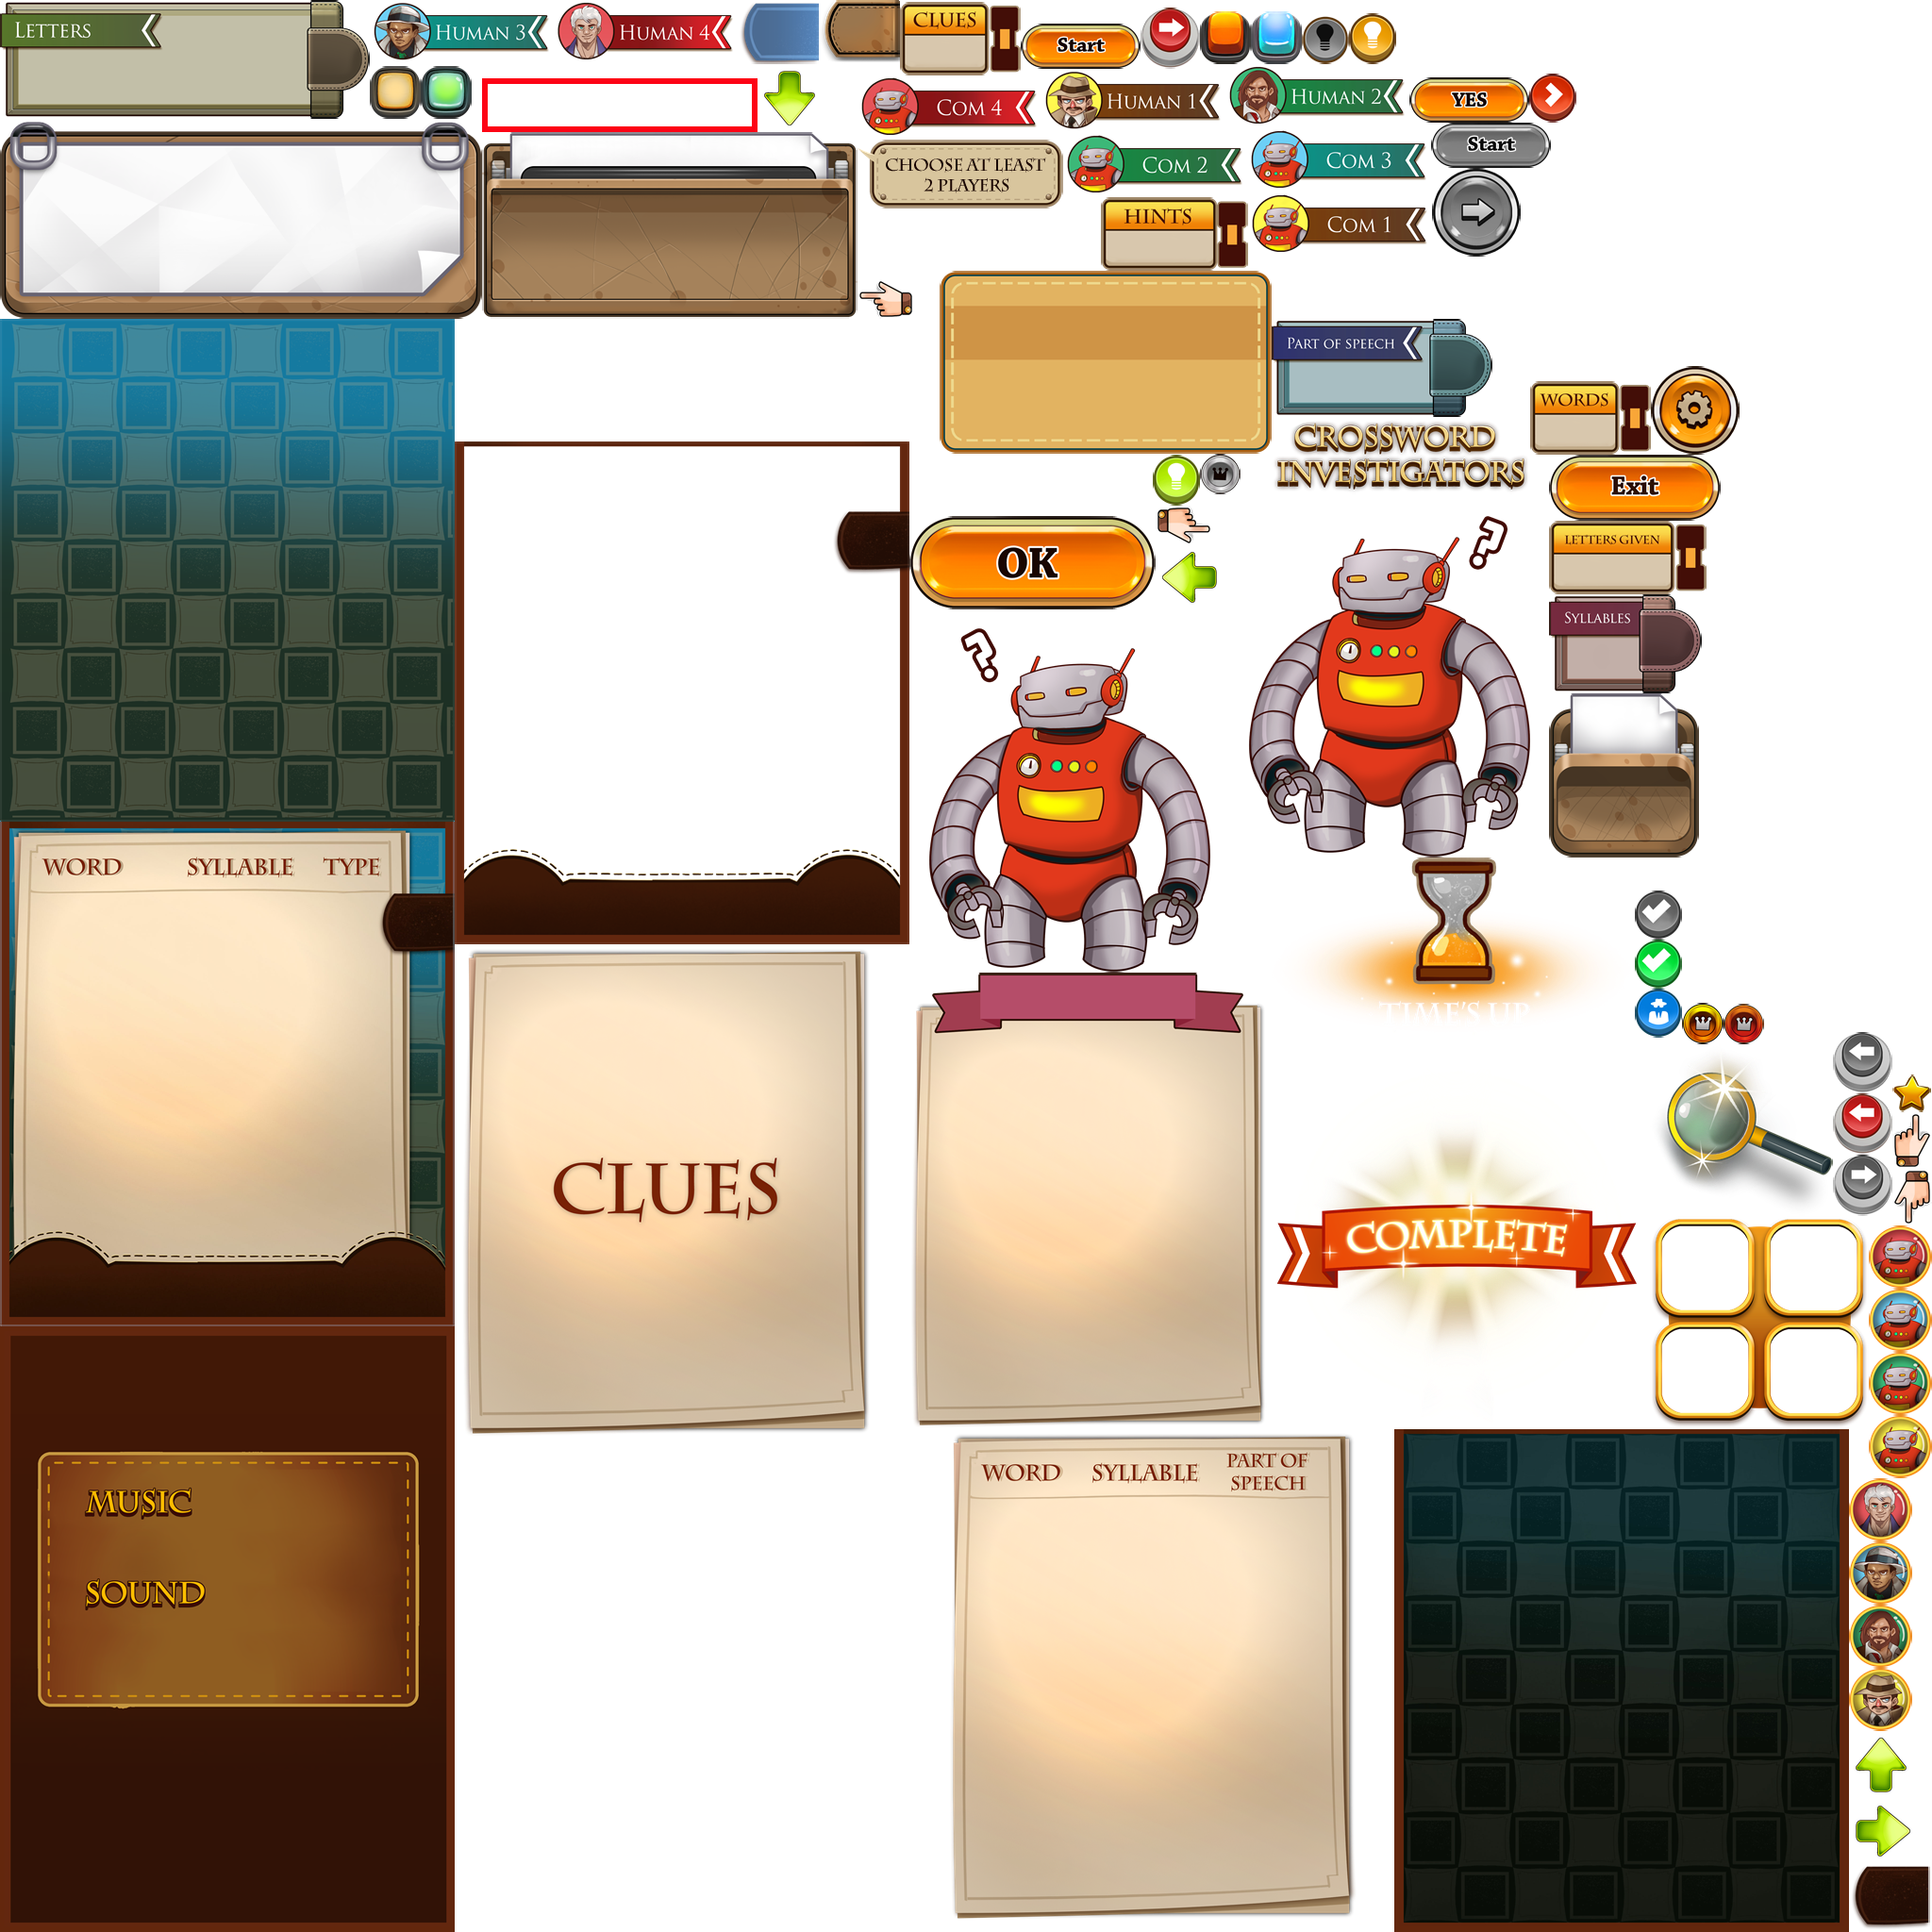 LETTERS
HUMAN 3
HUMAN 4
CLUES
Start
COM 4
HUMAN 1
HUMAN 2
YES
CHOOSE AT LEAST
2 PLAYERS
COM 2
COM 3
Start
HINTS
COM 1
PART OF SPEECH
WORDS
CROSSWORD
INVESTIGATORS
Exit
OK
?
LETTERS GIVEN
SYLLABLES
?
WORD SYLLABLE TYPE
TIME'S UP
CLUES
COMPLETE
WORD SYLLABLE PART OF
SPEECH
MUSIC
SOUND